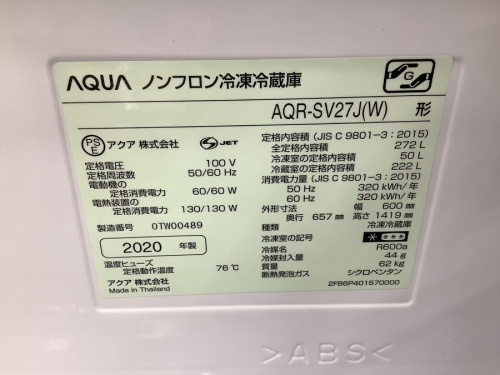 AQUA ノンフロン冷凍冷蔵庫
G
AQR-SV27J(W) 形
PS E アクア 株式会社 S JET
定格電圧 100 V
定格周波数 50/60 Hz
電動機の
定格消費電力 60/60 W
電熱装置の
定格消費電力 130/130 W
製造番号 0TW00489
2020 年製
温度ヒューズ
定格動作温度 76 ℃
アクア 株式会社
Made in Thailand
定格内容積 (JIS C 9801-3 : 2015)
全定格内容積 272 L
冷凍室の定格内容積 50 L
冷蔵室の定格内容積 222 L
消費電力量 (JIS C 9801-3 : 2015)
50 Hz 320 kWh/年
60 Hz 320 kWh/年
外形寸法 幅 600 mm
奥行 657 mm 高さ 1419 mm
種類 冷凍冷蔵庫
冷凍室の記号 * ***
冷媒名 R600a
冷媒封入量 44 g
質量 62 kg
断熱発泡ガス シクロペンタン
2FB6P401570000
>ABS<